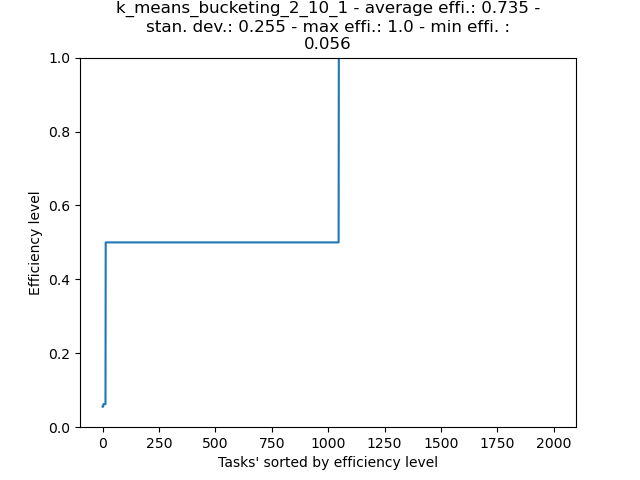 k_means_bucketing_2_10_1 - average effi.: 0.735 -
stan. dev.: 0.255 - max effi.: 1.0 - min effi. :
0.056
1.0
0.8
0.6
0.4
0.2
0.0
Efficiency level
0 250 500 750 1000 1250 1500 1750 2000
Tasks' sorted by efficiency level